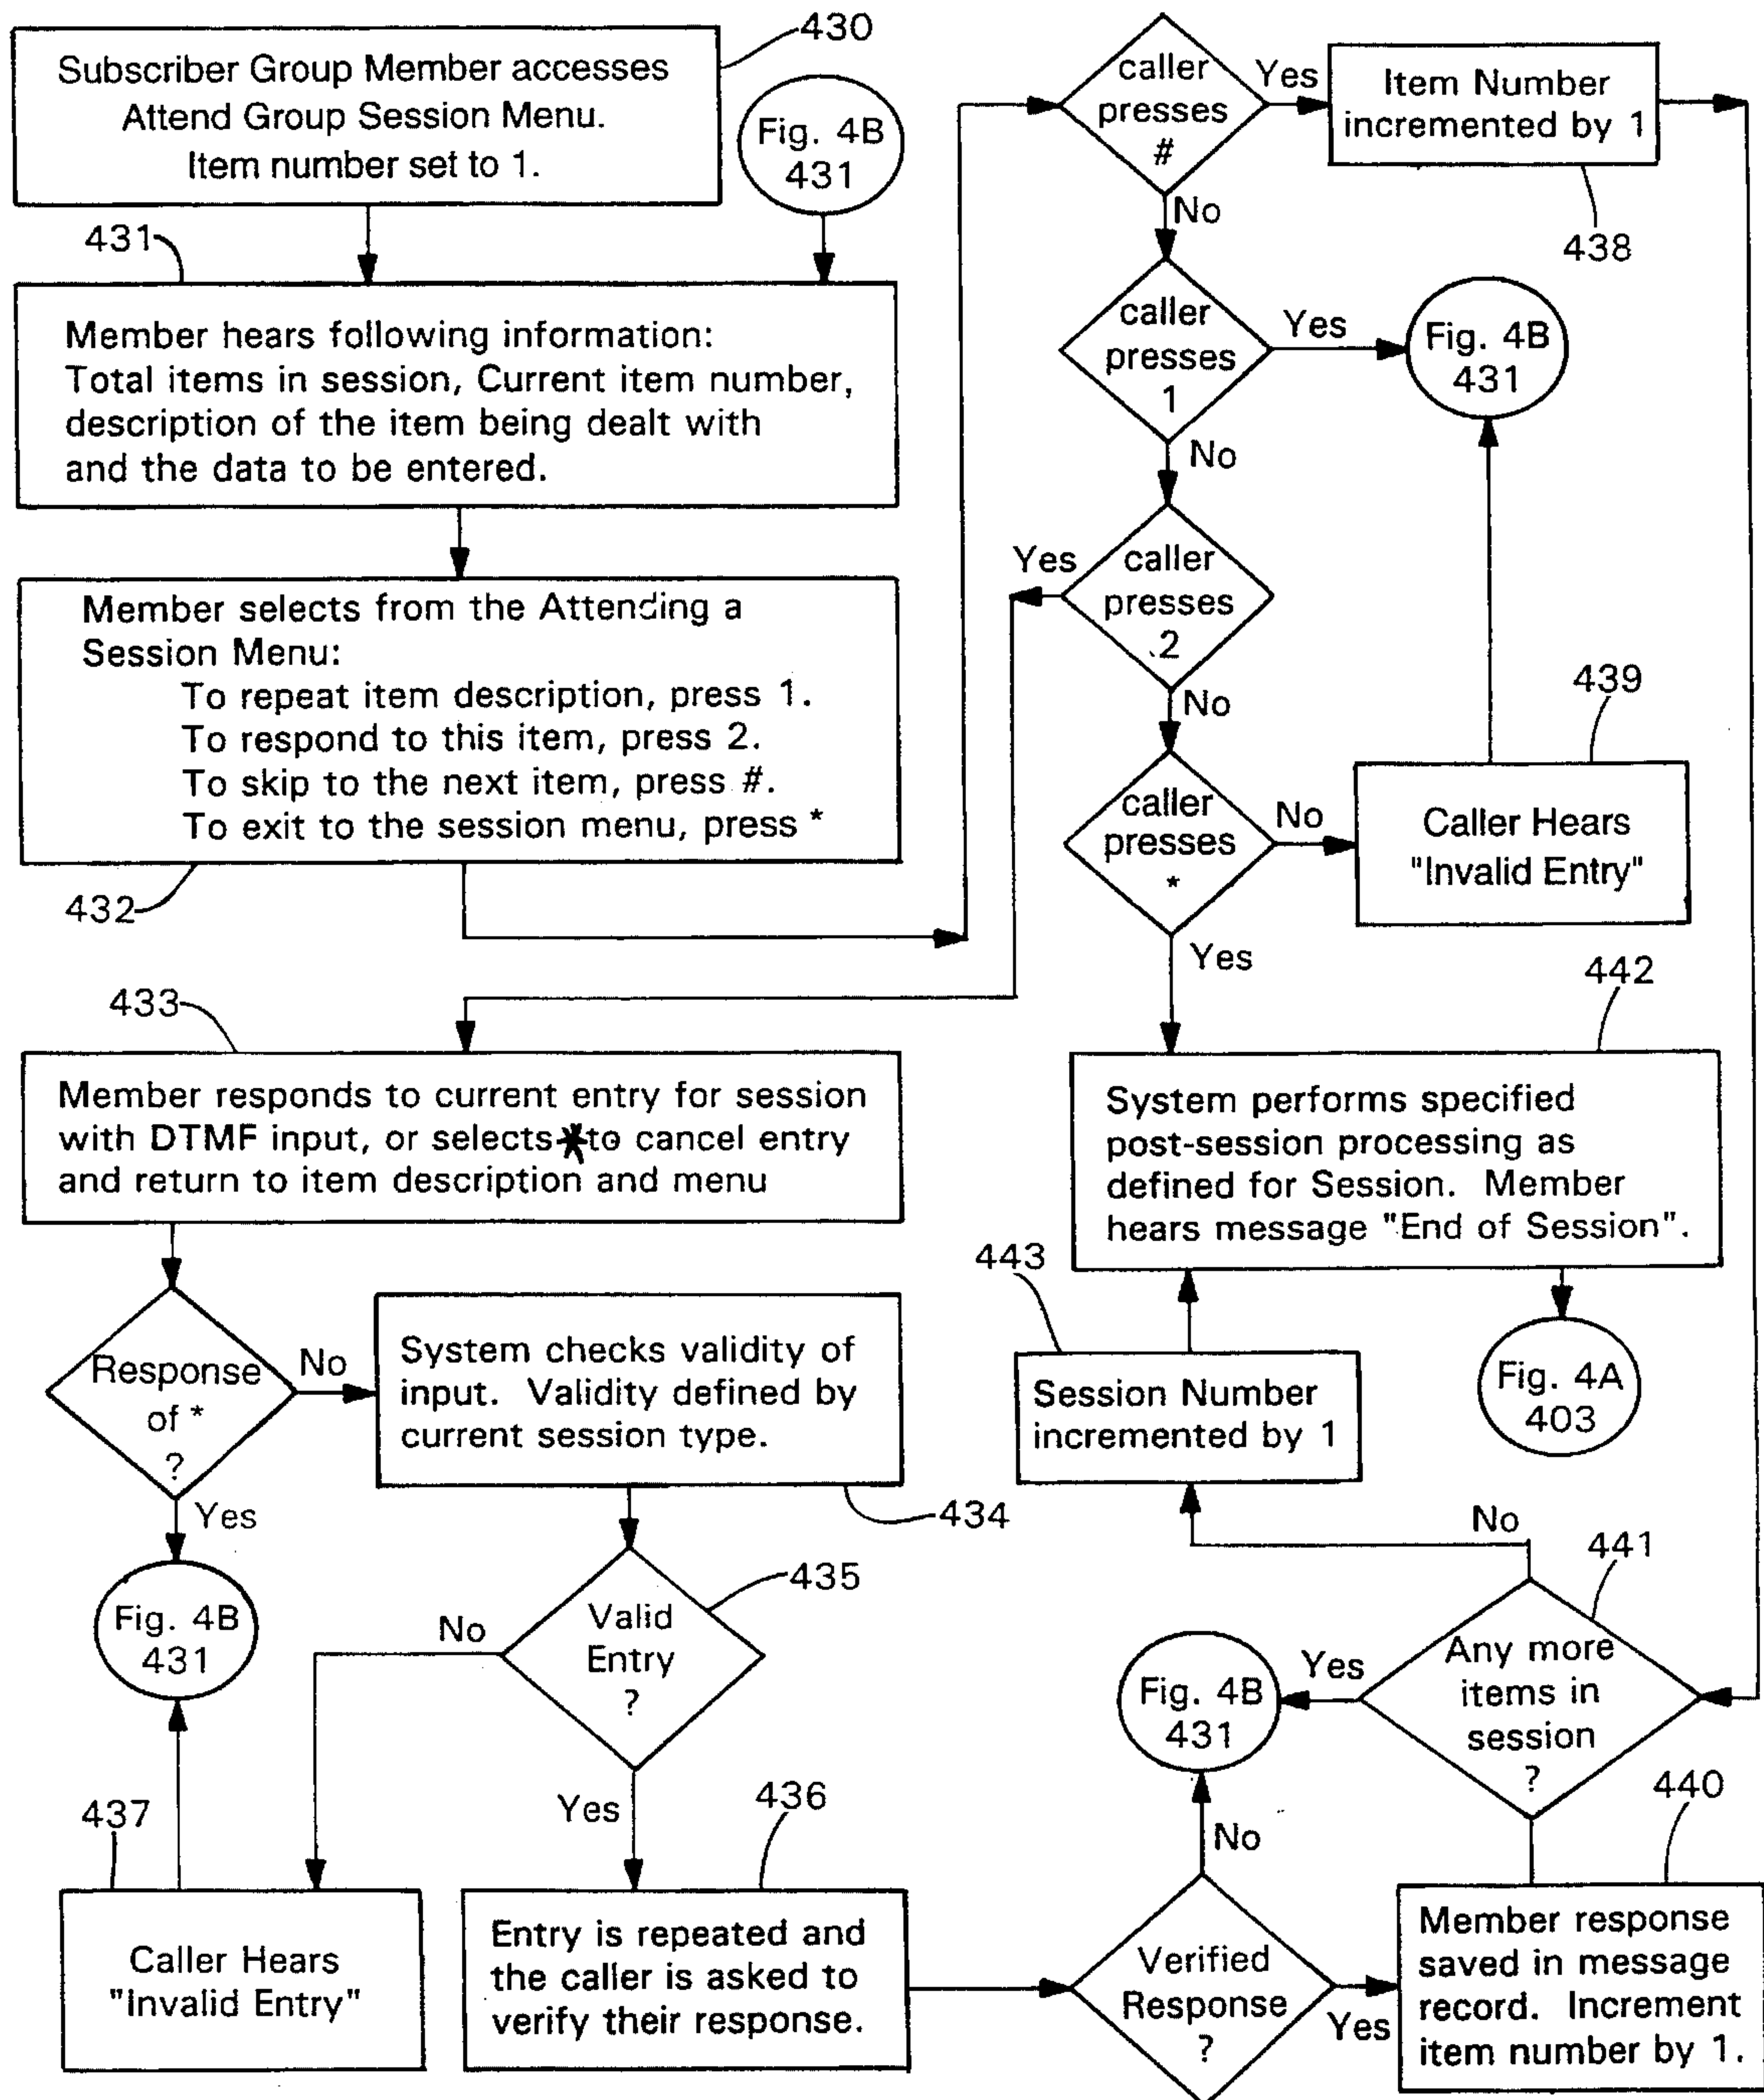 430
Subscriber Group Member accesses
Attend Group Session Menu.
Item number set to 1.
Fig. 4B
431
431
Member hears following information:
Total items in session, Current item number,
description of the item being dealt with
and the data to be entered.
Member selects from the Attending a
Session Menu:
To repeat item description, press 1.
To respond to this item, press 2.
To skip to the next item, press #.
To exit to the session menu, press *
432
caller
presses
#
Yes
Item Number
incremented by 1
438
No
caller
presses
1
Yes
Fig. 4B
431
No
caller
presses
2
Yes
No
caller
presses
*
No
439
Caller Hears
"Invalid Entry"
Yes
433
Member responds to current entry for session
with DTMF input, or selects * to cancel entry
and return to item description and menu
Response
of *
?
No
System checks validity of
input. Validity defined by
current session type.
434
Yes
Fig. 4B
431
435
Valid
Entry
?
No
Yes
437
Caller Hears
"Invalid Entry"
436
Entry is repeated and
the caller is asked to
verify their response.
442
System performs specified
post-session processing as
defined for Session. Member
hears message "End of Session".
443
Session Number
incremented by 1
Fig. 4A
403
No
441
Any more
items in
session
?
Yes
Fig. 4B
431
No
Verified
Response
?
Yes
440
Member response
saved in message
record. Increment
item number by 1.